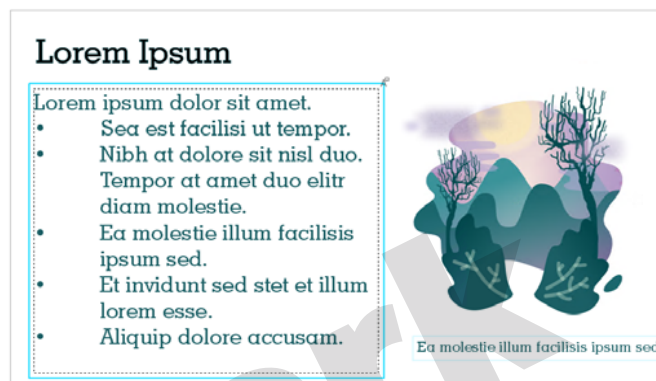 Lorem Ipsum
Lorem ipsum dolor sit amet.
• Sea est facilisi ut tempor.
• Nibh at dolore sit nisl duo.
Tempor at amet duo elitr
diam molestie.
• Ea molestie illum facilisis
ipsum sed.
• Et invidunt sed stet et illum
lorem esse.
• Aliquip dolore accusam.
Ea molestie illum facilisis ipsum sed